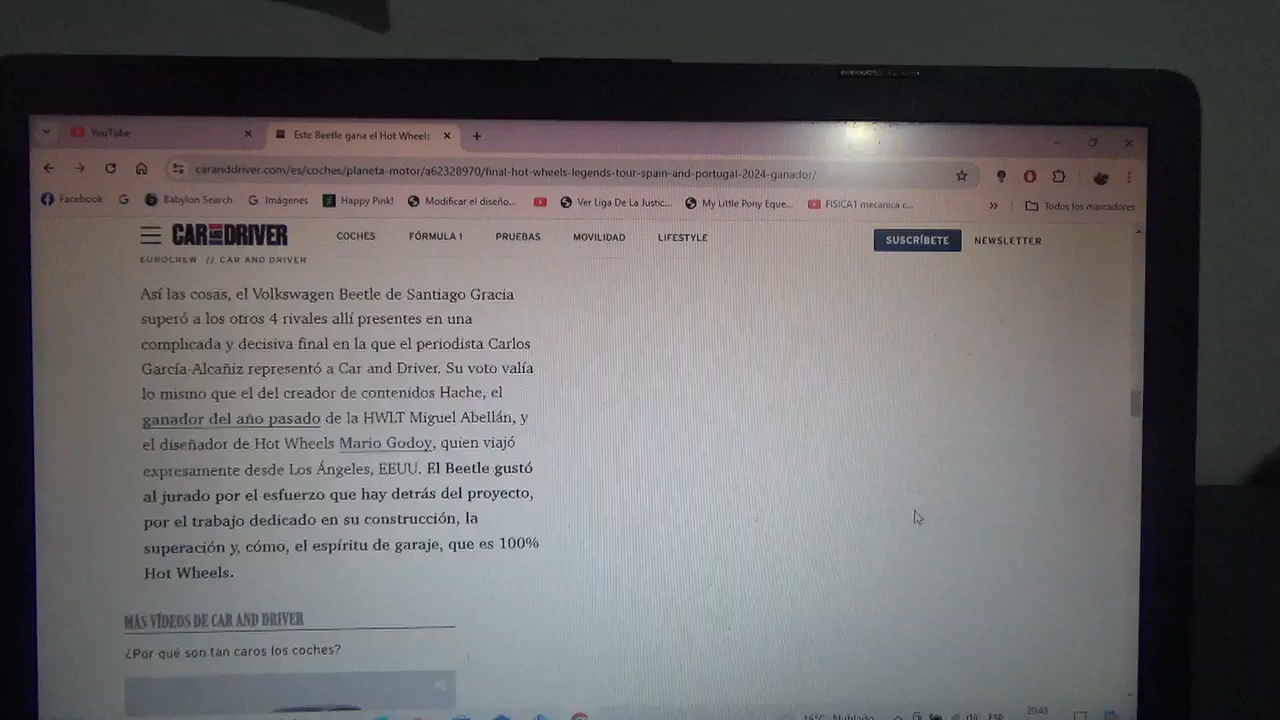 YouTube
Este Beetle gana el Hot Wheels
caranddriver.com/es/coches/planeta-motor/a62328970/final-hot-wheels-legends-tour-spain-and-portugal-2024-ganador/
Facebook G Babylon Search G Imágenes Happy Pink! Modificar el diseño... Ver Liga De La Justic... My Little Pony Eque... FISICA1 mecanica c... » Todos los marcadores
CAR AND DRIVER COCHES FÓRMULA 1 PRUEBAS MOVILIDAD LIFESTYLE SUSCRÍBETE NEWSLETTER
EUROCREW // CAR AND DRIVER
Así las cosas, el Volkswagen Beetle de Santiago Gracia
superó a los otros 4 rivales allí presentes en una
complicada y decisiva final en la que el periodista Carlos
García-Alcañiz representó a Car and Driver. Su voto valía
lo mismo que el del creador de contenidos Hache, el
ganador del año pasado de la HWLT Miguel Abellán, y
el diseñador de Hot Wheels Mario Godoy, quien viajó
expresamente desde Los Ángeles, EEUU. El Beetle gustó
al jurado por el esfuerzo que hay detrás del proyecto,
por el trabajo dedicado en su construcción, la
superación y, cómo, el espíritu de garaje, que es 100%
Hot Wheels.
MÁS VÍDEOS DE CAR AND DRIVER
¿Por qué son tan caros los coches?
14°C Nublado ESP 20:43